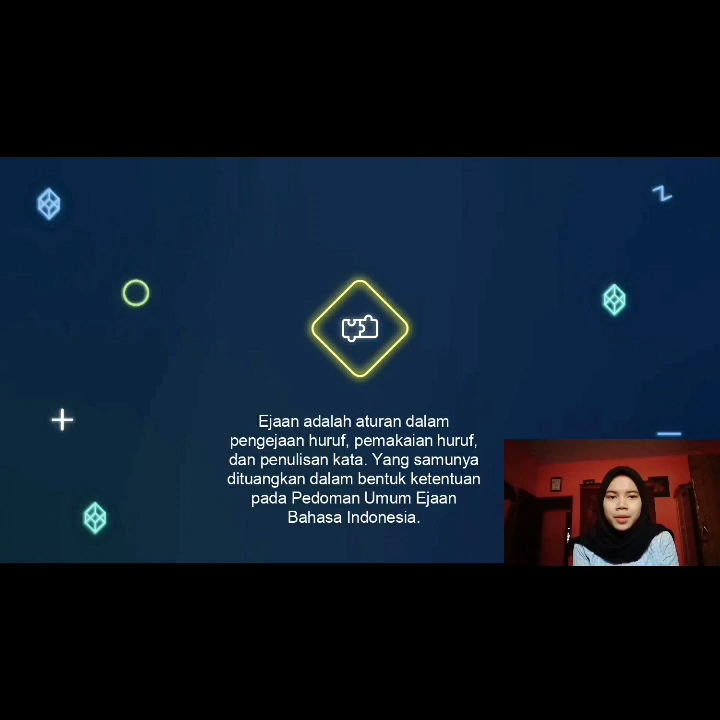 Ejaan adalah aturan dalam
pengejaan huruf, pemakaian huruf,
dan penulisan kata. Yang samunya
dituangkan dalam bentuk ketentuan
pada Pedoman Umum Ejaan
Bahasa Indonesia.